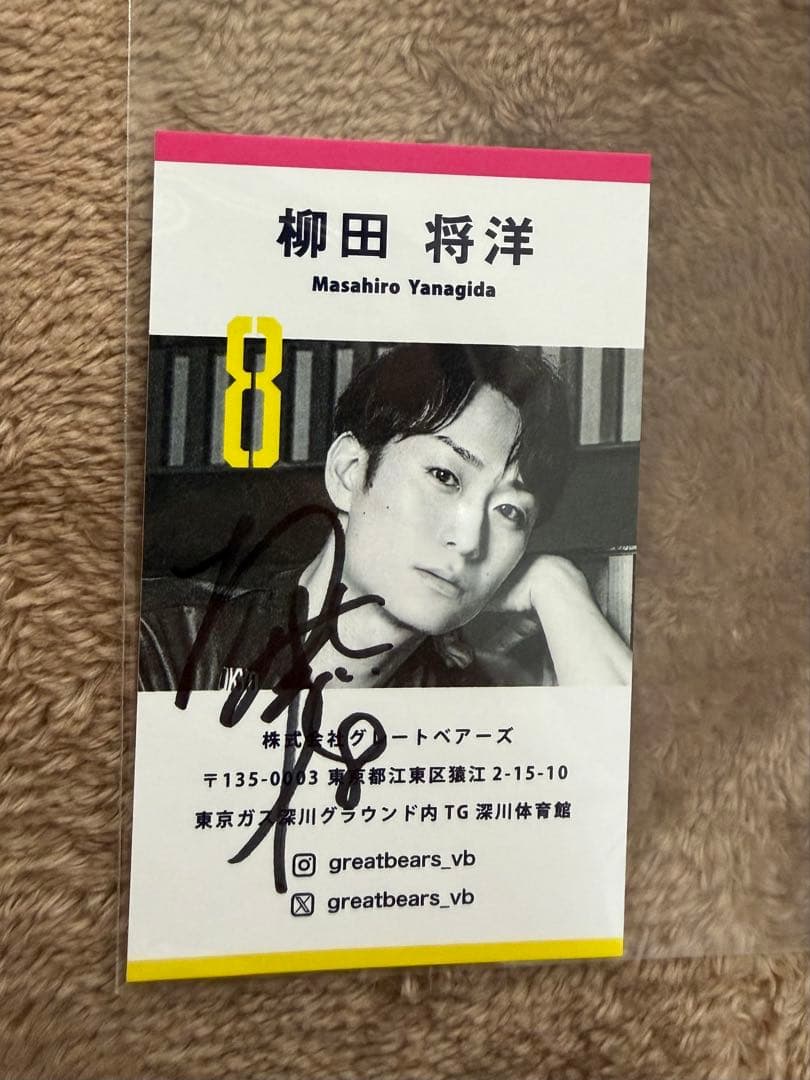 柳田 将洋
Masahiro Yanagida
8
8
株式会社グレートベアーズ
〒135-0003 東京都江東区猿江 2-15-10
東京ガス深川グラウンド内 TG 深川体育館
greatbears_vb
greatbears_vb